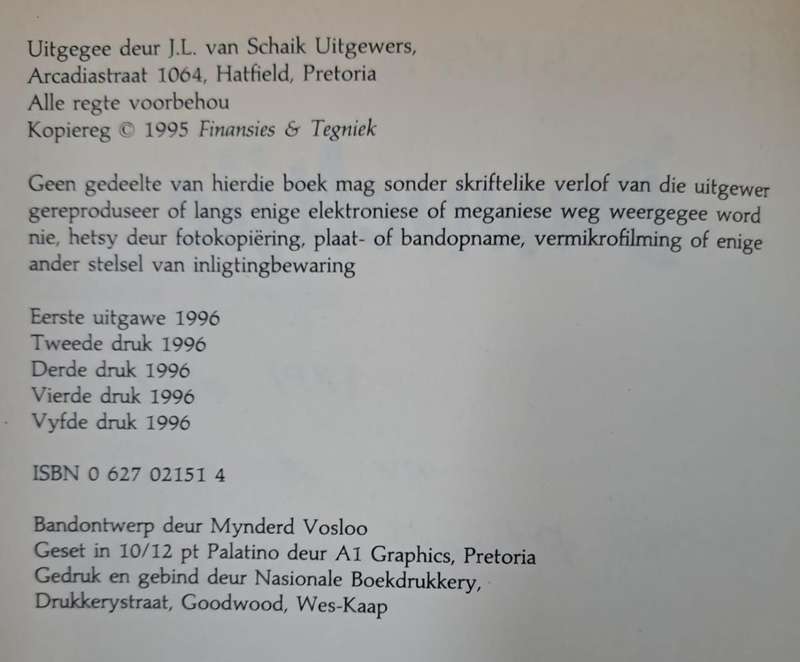 Uitgegee deur J.L. van Schaik Uitgewers,
Arcadiastraat 1064, Hatfield, Pretoria
Alle regte voorbehou
Kopiereg © 1995 Finansies & Tegniek
Geen gedeelte van hierdie boek mag sonder skriftelike verlof van die uitgewer
gereproduseer of langs enige elektroniese of meganiese weg weergegee word
nie, hetsy deur fotokopiëring, plaat- of bandopname, vermikrofilming of enige
ander stelsel van inligtingbewaring
Eerste uitgawe 1996
Tweede druk 1996
Derde druk 1996
Vierde druk 1996
Vyfde druk 1996
ISBN 0 627 02151 4
Bandontwerp deur Mynderd Vosloo
Geset in 10/12 pt Palatino deur A1 Graphics, Pretoria
Gedruk en gebind deur Nasionale Boekdrukkery,
Drukkerystraat, Goodwood, Wes-Kaap